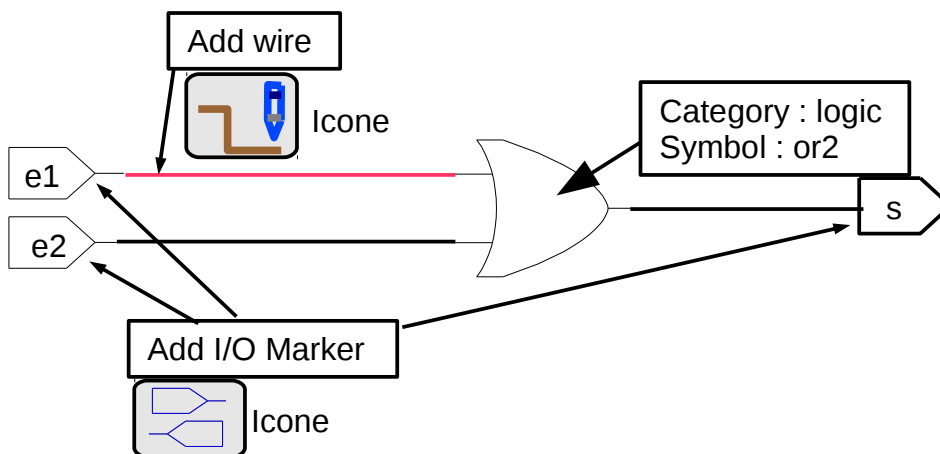 Add wire
Icone
Category : logic
Symbol : or2
e1
s
e2
Add I/O Marker
Icone